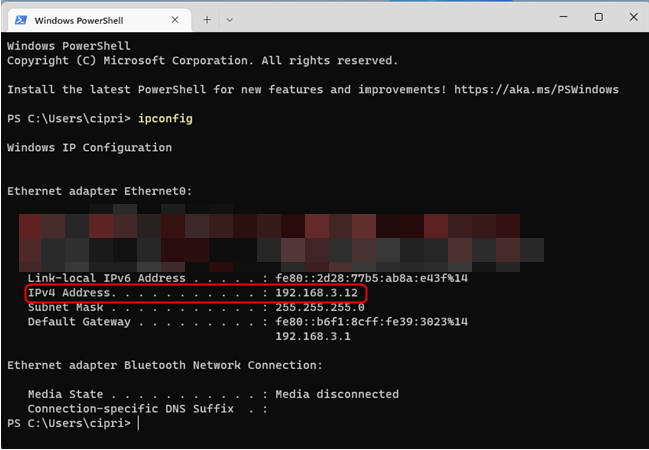 Windows PowerShell
Windows PowerShell
Copyright (C) Microsoft Corporation. All rights reserved.
Install the latest PowerShell for new features and improvements! https://aka.ms/PSWindows
PS C:\Users\cipri> ipconfig
Windows IP Configuration
Ethernet adapter Ethernet0:
Link-local IPv6 Address . . . . . : fe80::2d28:77b5:ab8a:e43f%14
IPv4 Address. . . . . . . . . . . : 192.168.3.12
Subnet Mask . . . . . . . . . . . : 255.255.255.0
Default Gateway . . . . . . . . . : fe80::b6f1:8cff:fe39:3023%14
192.168.3.1
Ethernet adapter Bluetooth Network Connection:
Media State . . . . . . . . . . . : Media disconnected
Connection-specific DNS Suffix  . :
PS C:\Users\cipri>